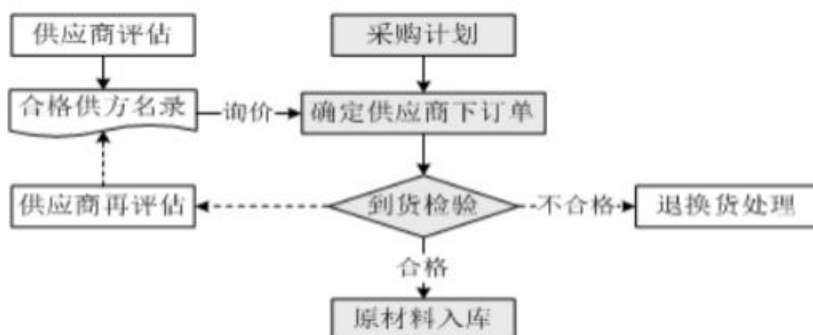 供应商评估
采购计划
合格供方名录
询价
确定供应商下订单
供应商再评估
到货检验
不合格
退换货处理
合格
原材料入库